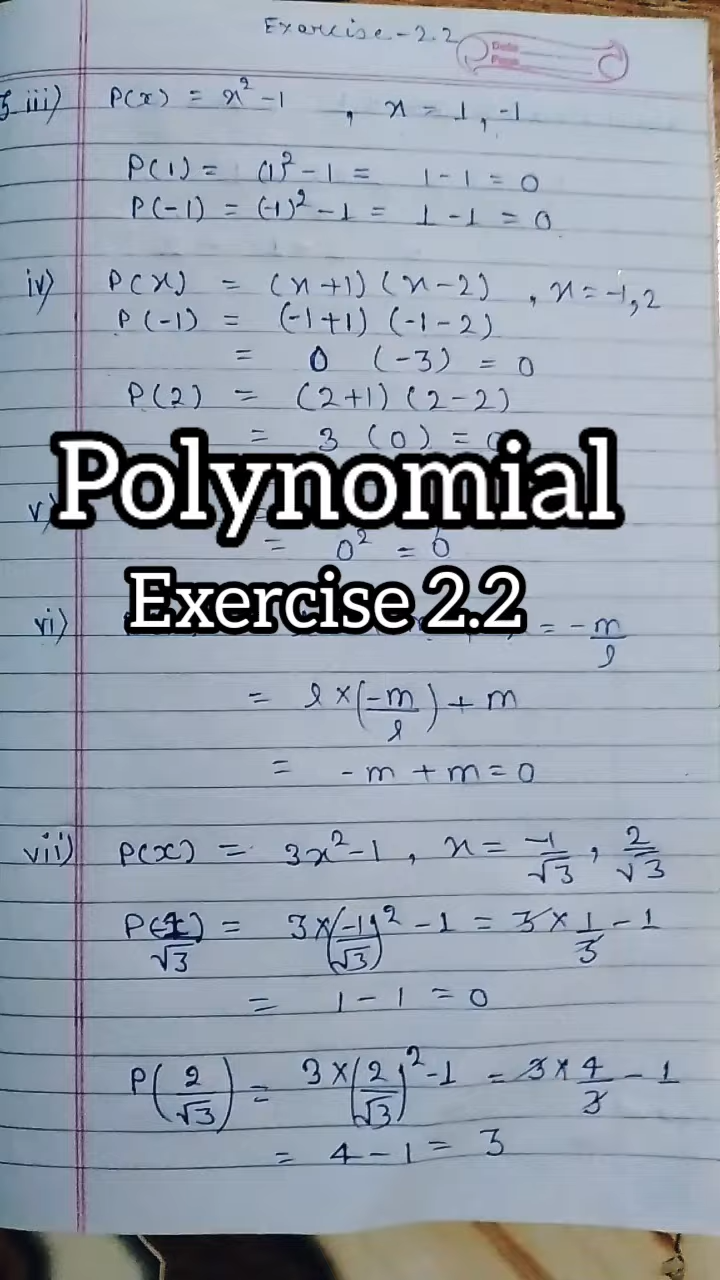 Exercise-2.2
Date
Page
iii) P(x) = x² -1 , x = 1, -1
P(1) = (1)² - 1 = 1-1 = 0
P(-1) = (-1)² - 1 = 1 - 1 = 0
iv) P(x) = (x+1) (x-2) , x = -1, 2
P(-1) = (-1+1) (-1-2)
= 0 (-3) = 0
P(2) = (2+1) (2-2)
= 3 (0) =
Polynomial
v)
= 0² = 0
Exercise 2.2
vi) = -m/l
= l × (-m/l) + m
= -m + m = 0
vii) P(x) = 3x²-1 , x = -1/√3 , 2/√3
= 3×(-1/√3)² - 1 = 3 × 1/3 - 1
= 1 - 1 = 0
P(2/√3) = 3×(2/√3)² - 1 = 3×4/3 - 1
= 4 - 1 = 3